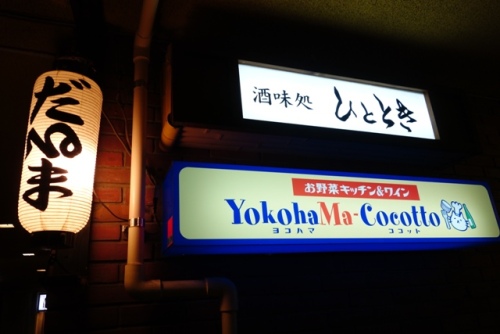 だるま
酒味処 ひととき
お野菜キッチン&ワイン
YokohaMa-Cocotto
ヨコハマ ココット